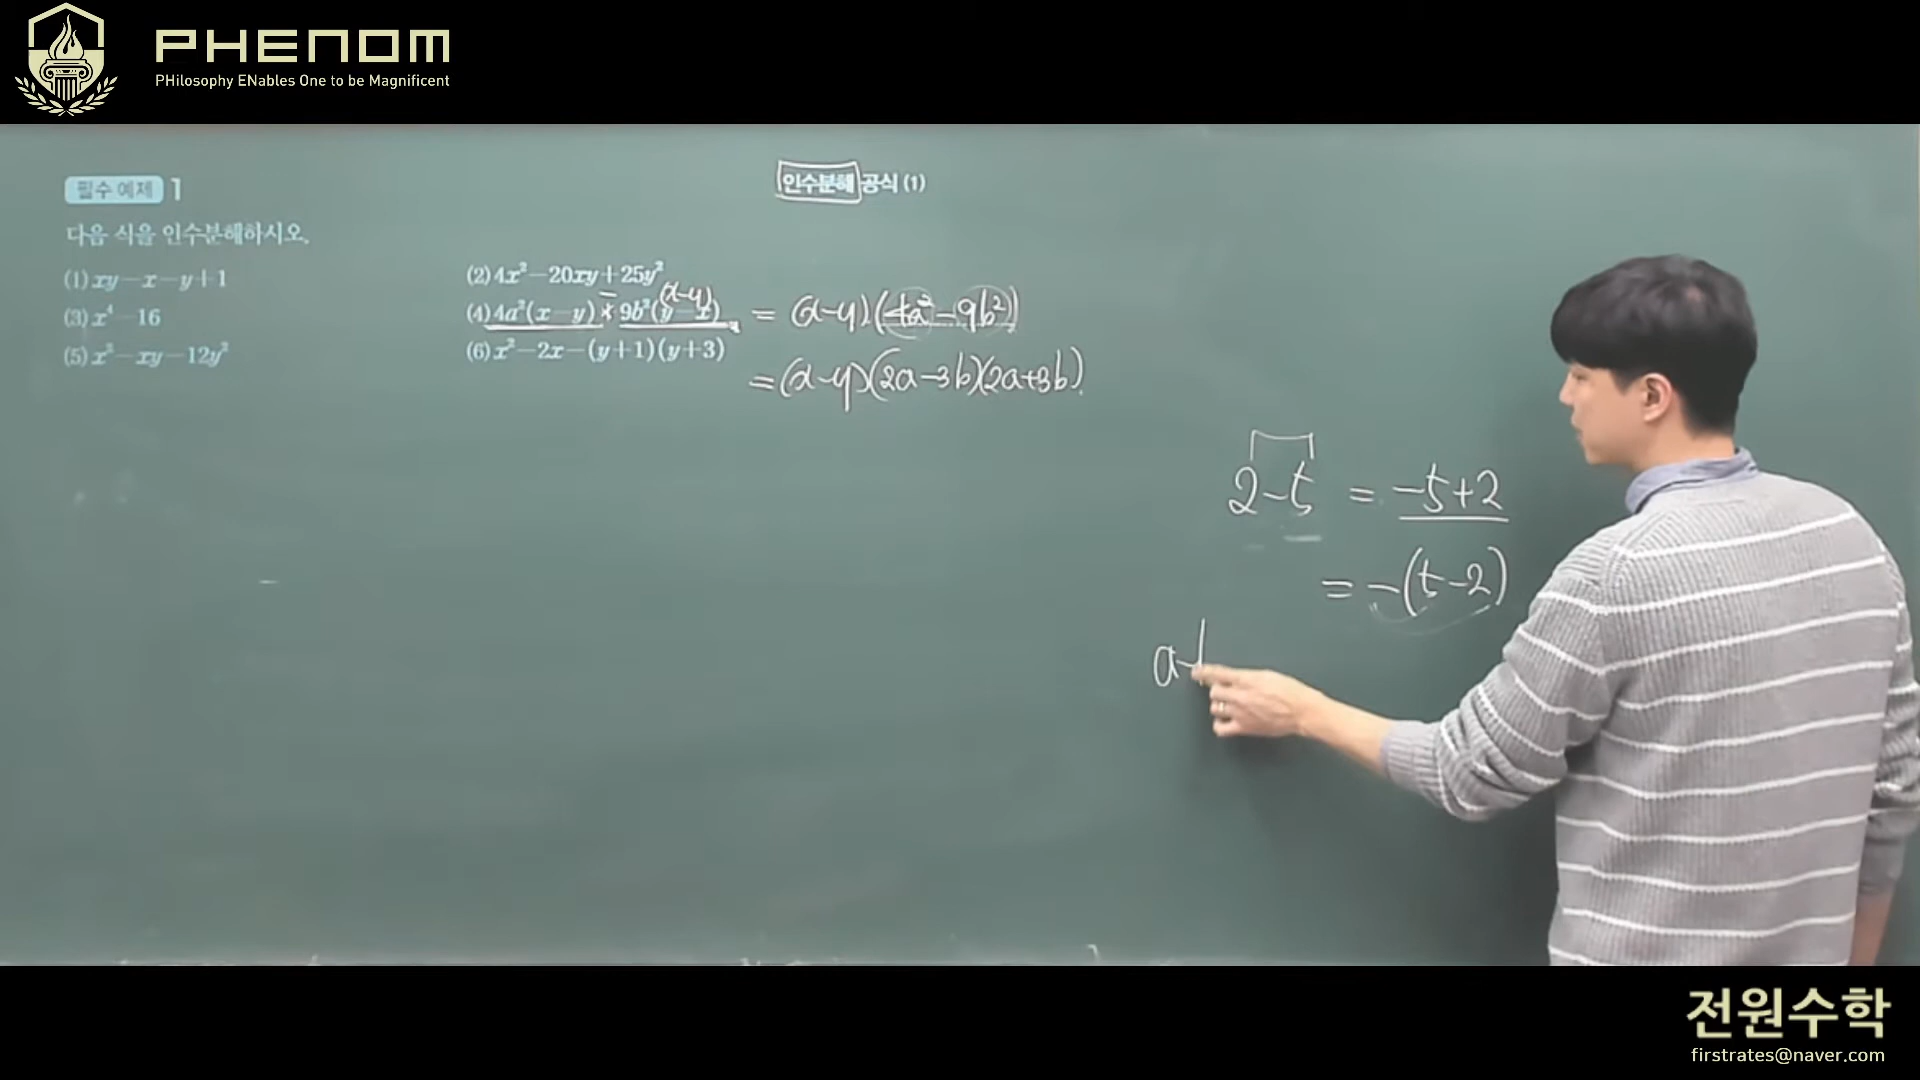 PHENOM
PHilosophy ENables One to be Magnificent
인수분해 공식 (1)
필수 예제 1
다음 식을 인수분해하시오.
(1) xy-x-y+1
(2) 4x²-20xy+25y²
(3) x⁴-16
(x-y)
(4) 4a²(x-y) 9b²(y-x) = (x-y)(4a²-9b²)
=(x-y)(2a-3b)(2a+3b).
(5) x²-xy-12y²
(6) x²-2x-(y+1)(y+3)
2-5 = -5+2
= -(5-2)
a-
전원수학
firstrates@naver.com